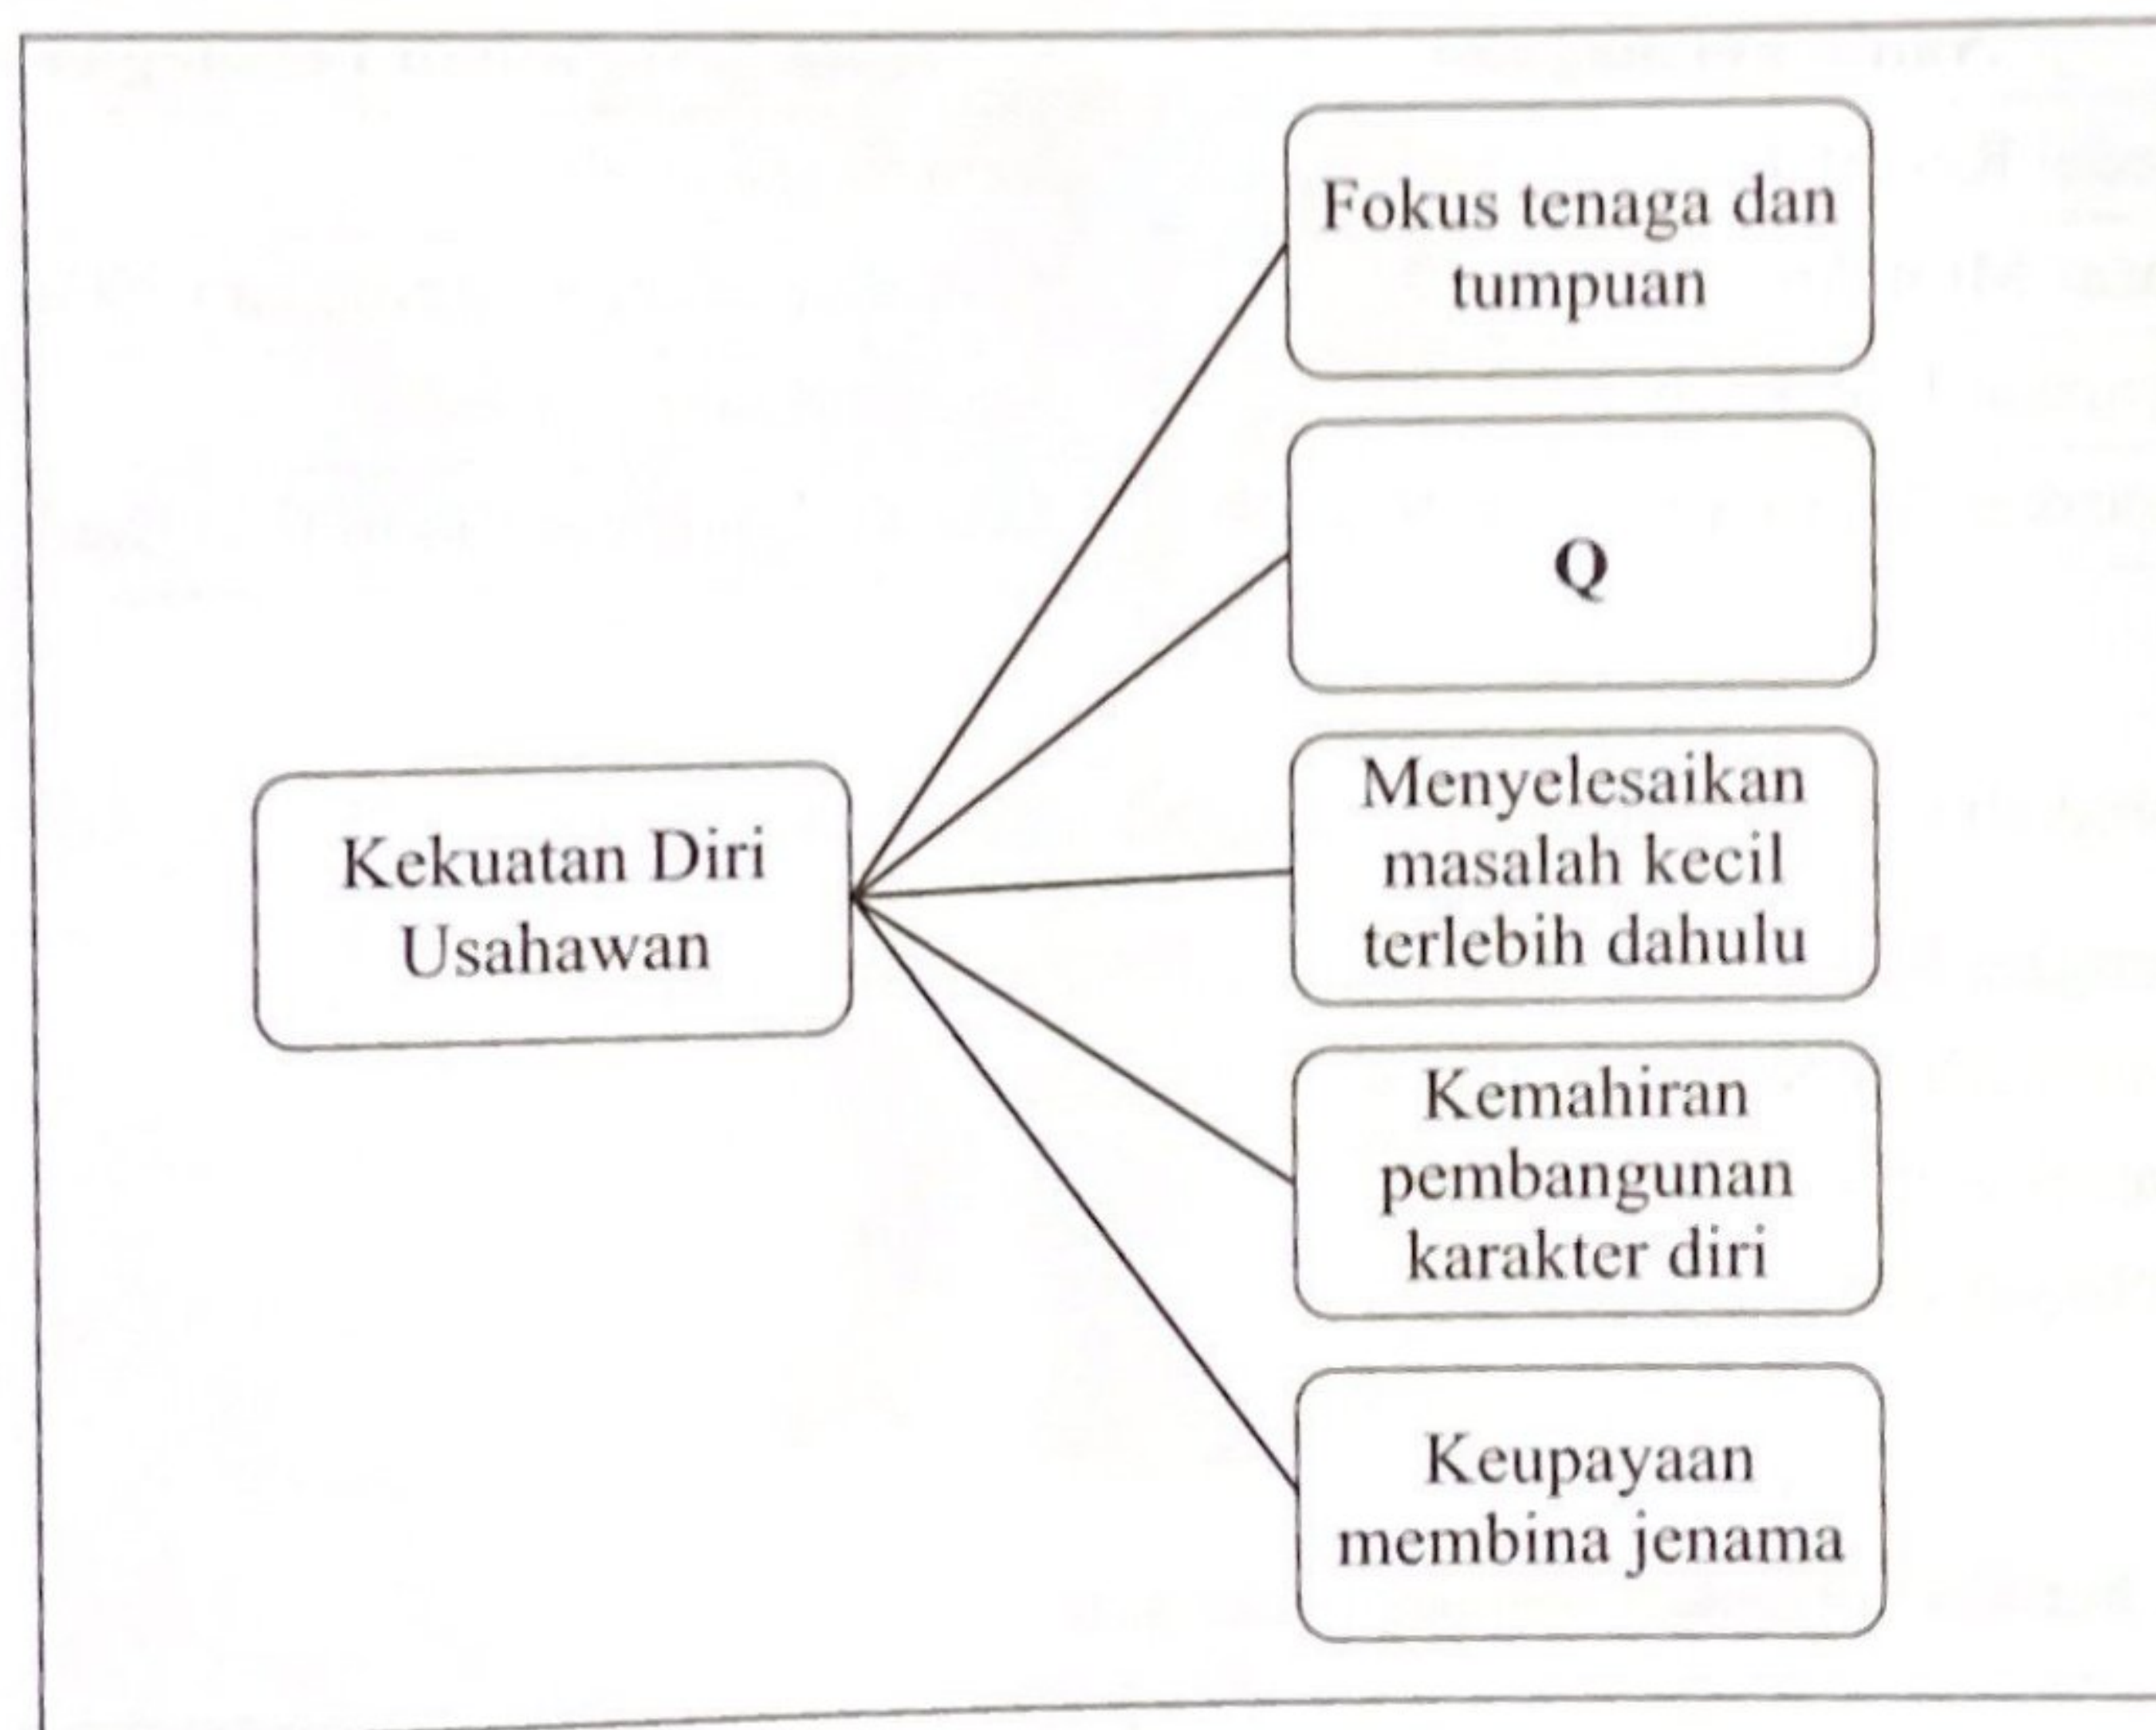 Fokus tenaga dan
tumpuan
Q
Kekuatan Diri
Usahawan
Menyelesaikan
masalah kecil
terlebih dahulu
Kemahiran
pembangunan
karakter diri
Keupayaan
membina jenama